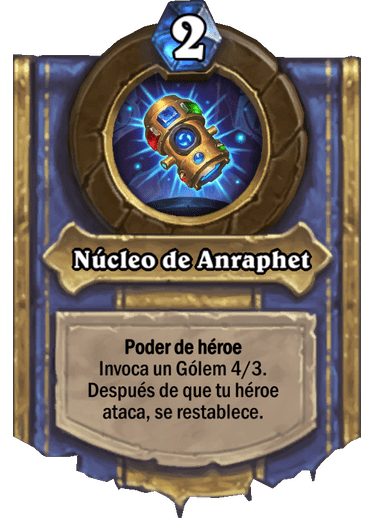 2
Núcleo de Anraphet
Poder de héroe
Invoca un Gólem 4/3.
Después de que tu héroe
ataca, se restablece.